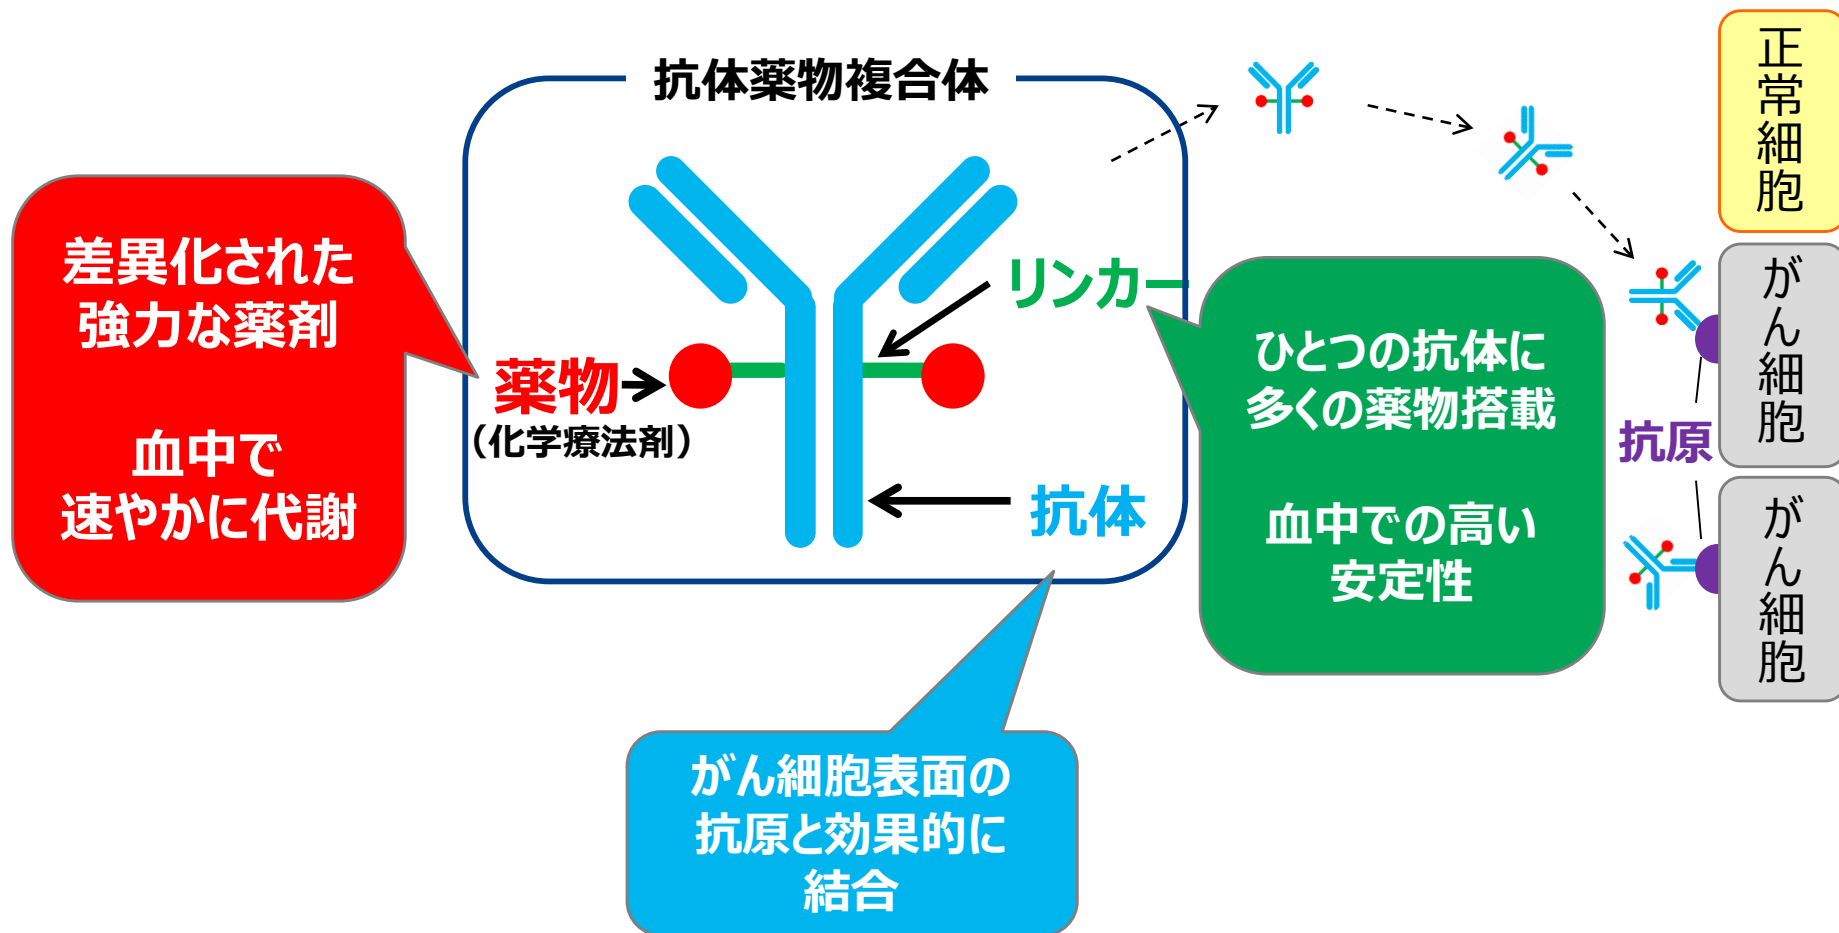 抗体薬物複合体
差異化された
強力な薬剤
血中で
速やかに代謝
薬物
（化学療法剤）
リンカー
抗体
ひとつの抗体に
多くの薬物搭載
血中での高い
安定性
がん細胞表面の
抗原と効果的に
結合
正常細胞
がん細胞
抗原
がん細胞